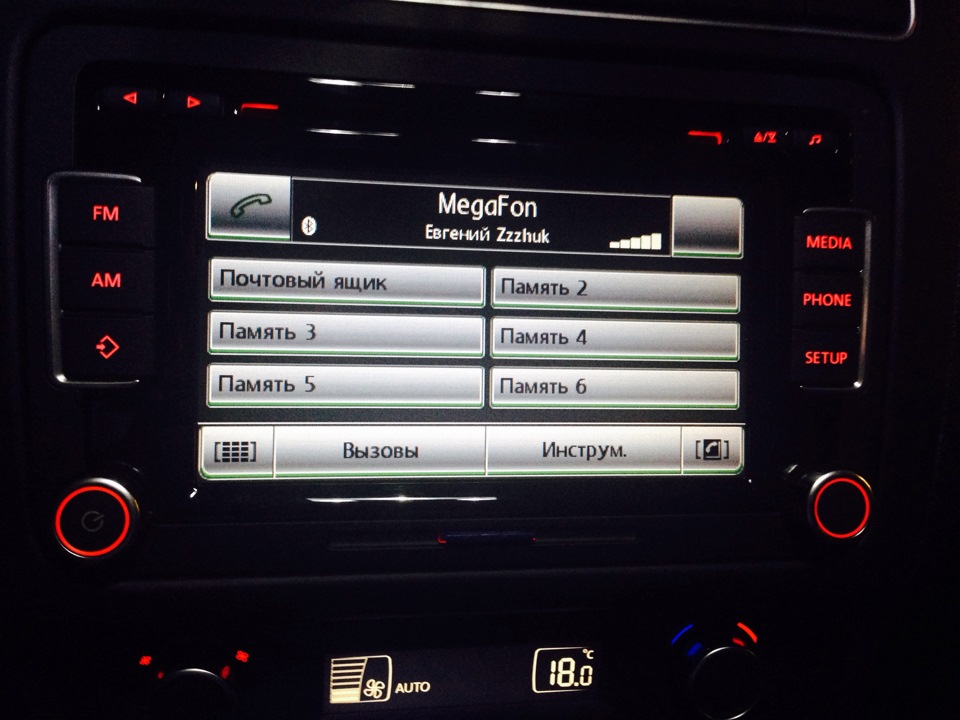 MegaFon
Евгений Zzzhuk
FM
AM
MEDIA
PHONE
SETUP
Почтовый ящик
Память 2
Память 3
Память 4
Память 5
Память 6
Вызовы
Инструм.
AUTO
18.0 °C